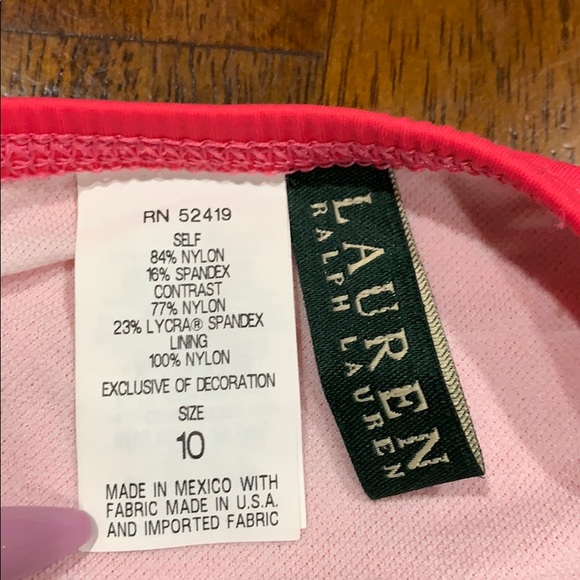 RN 52419
SELF
84% NYLON
16% SPANDEX
CONTRAST
77% NYLON
23% LYCRA® SPANDEX
LINING
100% NYLON
EXCLUSIVE OF DECORATION
SIZE
10
MADE IN MEXICO WITH
FABRIC MADE IN U.S.A.
AND IMPORTED FABRIC
LAUREN
RALPH LAUREN